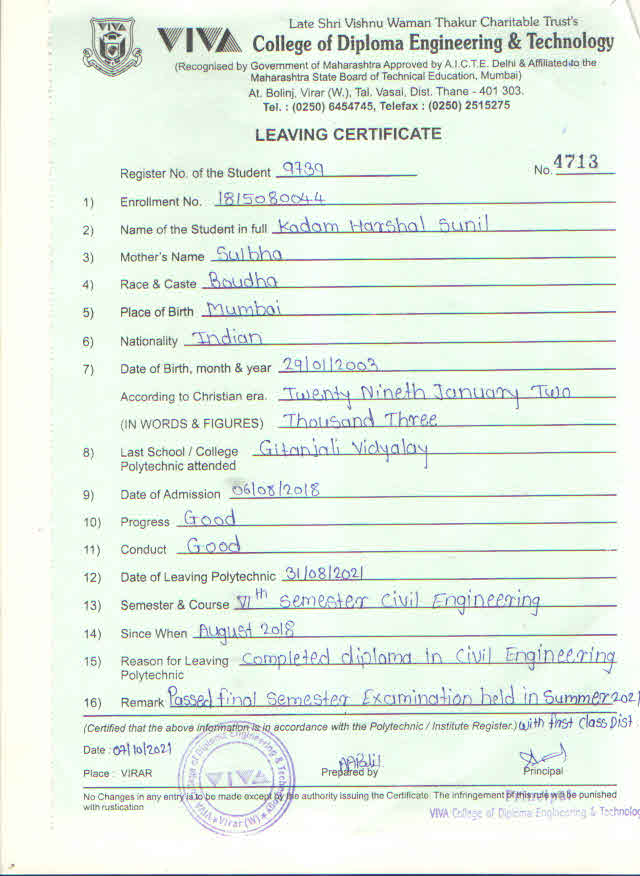 Late Shri Vishnu Waman Thakur Charitable Trust's
VIVA College of Diploma Engineering & Technology
(Recognised by Government of Maharashtra Approved by A.I.C.T.E. Delhi & Affiliated to the
Maharashtra State Board of Technical Education, Mumbai)
At. Bolinj, Virar (W.), Tal. Vasai, Dist. Thane - 401 303.
Tel. : (0250) 6454745, Telefax : (0250) 2515275
LEAVING CERTIFICATE
Register No. of the Student 9739 No. 4713
1) Enrollment No. 1815080044
2) Name of the Student in full Kadam Harshal Sunil
3) Mother's Name Sulbha
4) Race & Caste Boudha
5) Place of Birth Mumbai
6) Nationality Indian
7) Date of Birth, month & year 29/01/2003
According to Christian era. Twenty Nineth January Two
(IN WORDS & FIGURES) Thousand Three
8) Last School / College Gitanjali Vidyalay
Polytechnic attended
9) Date of Admission 06/08/2018
10) Progress Good
11) Conduct Good
12) Date of Leaving Polytechnic 31/08/2021
13) Semester & Course VIth Semester Civil Engineering
14) Since When August 2018
15) Reason for Leaving Completed diploma in Civil Engineering
Polytechnic
16) Remark Passed final Semester Examination held in Summer 2021
(Certified that the above information is in accordance with the Polytechnic / Institute Register.) with first class Dist.
Date : 07/10/2021
Place : VIRAR Prepared by Principal
No Changes in any entry is to be made except by the authority issuing the Certificate. The infringement of this rule will be punished
with rustication
Principal
VIVA College of Diploma Engineering & Technology
VIVA
College of Diploma Engineering & Technology
VIVA
Virar (W)